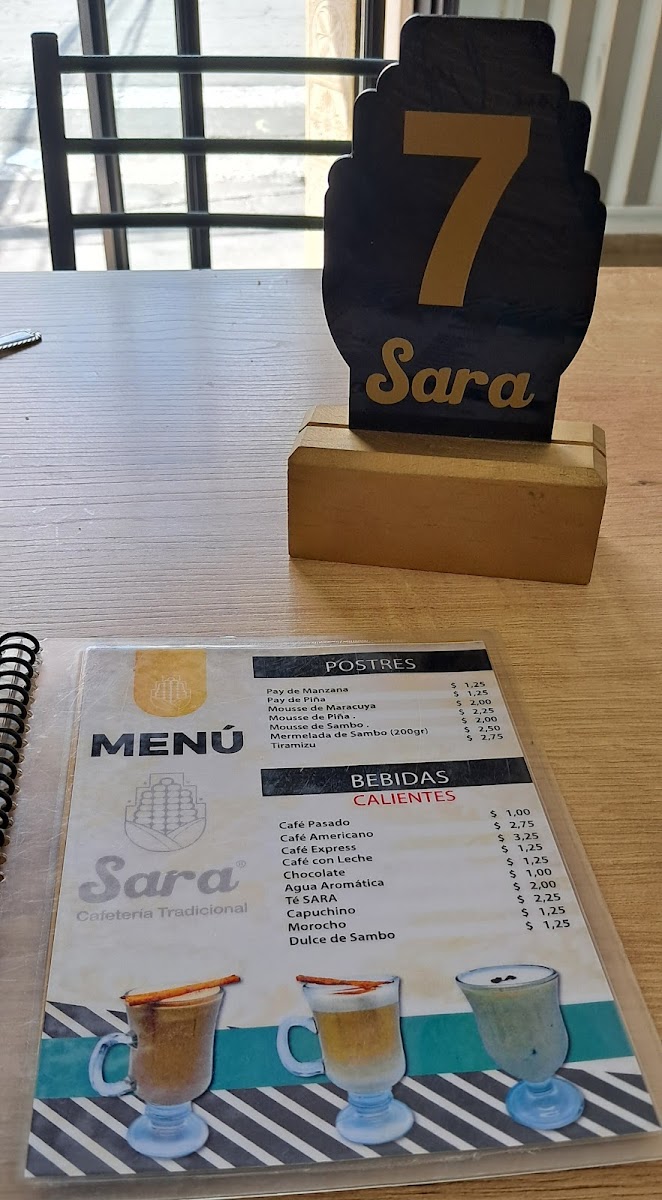 7
Sara
MENÚ
Sara®
Cafetería Tradicional
POSTRES
Pay de Manzana $ 1,25
Pay de Piña $ 1,25
Mousse de Maracuya $ 2,00
Mousse de Piña . $ 2,25
Mousse de Sambo . $ 2,00
Mermelada de Sambo (200gr) $ 2,50
Tiramizu $ 2,75
BEBIDAS
CALIENTES
Café Pasado $ 1,00
Café Americano $ 2,75
Café Express $ 3,25
Café con Leche $ 1,25
Chocolate $ 1,25
Agua Aromática $ 1,00
Té SARA $ 2,00
Capuchino $ 2,25
Morocho $ 1,25
Dulce de Sambo $ 1,25